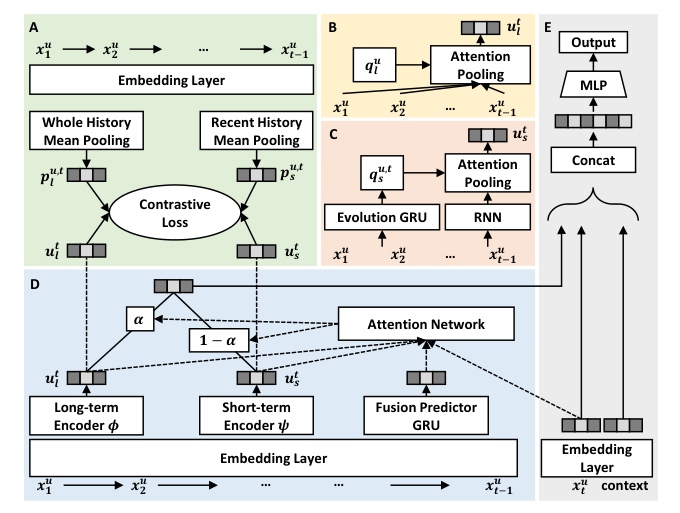 A
x_1^u x_2^u ... x_{t-1}^u
Embedding Layer
Whole History
Mean Pooling
Recent History
Mean Pooling
p_l^{u,t}
p_s^{u,t}
Contrastive
Loss
u_l^t
u_s^t
B
u_l^t
q_l^u
Attention
Pooling
x_1^u x_2^u ... x_{t-1}^u
C
u_s^t
q_s^{u,t}
Attention
Pooling
Evolution GRU
RNN
x_1^u x_2^u ... x_{t-1}^u
D
α
1 − α
Attention Network
u_l^t
u_s^t
Long-term
Encoder ϕ
Short-term
Encoder ψ
Fusion Predictor
GRU
Embedding Layer
x_1^u x_2^u ... ... x_{t-1}^u
E
Output
MLP
Concat
Embedding
Layer
x_t^u context